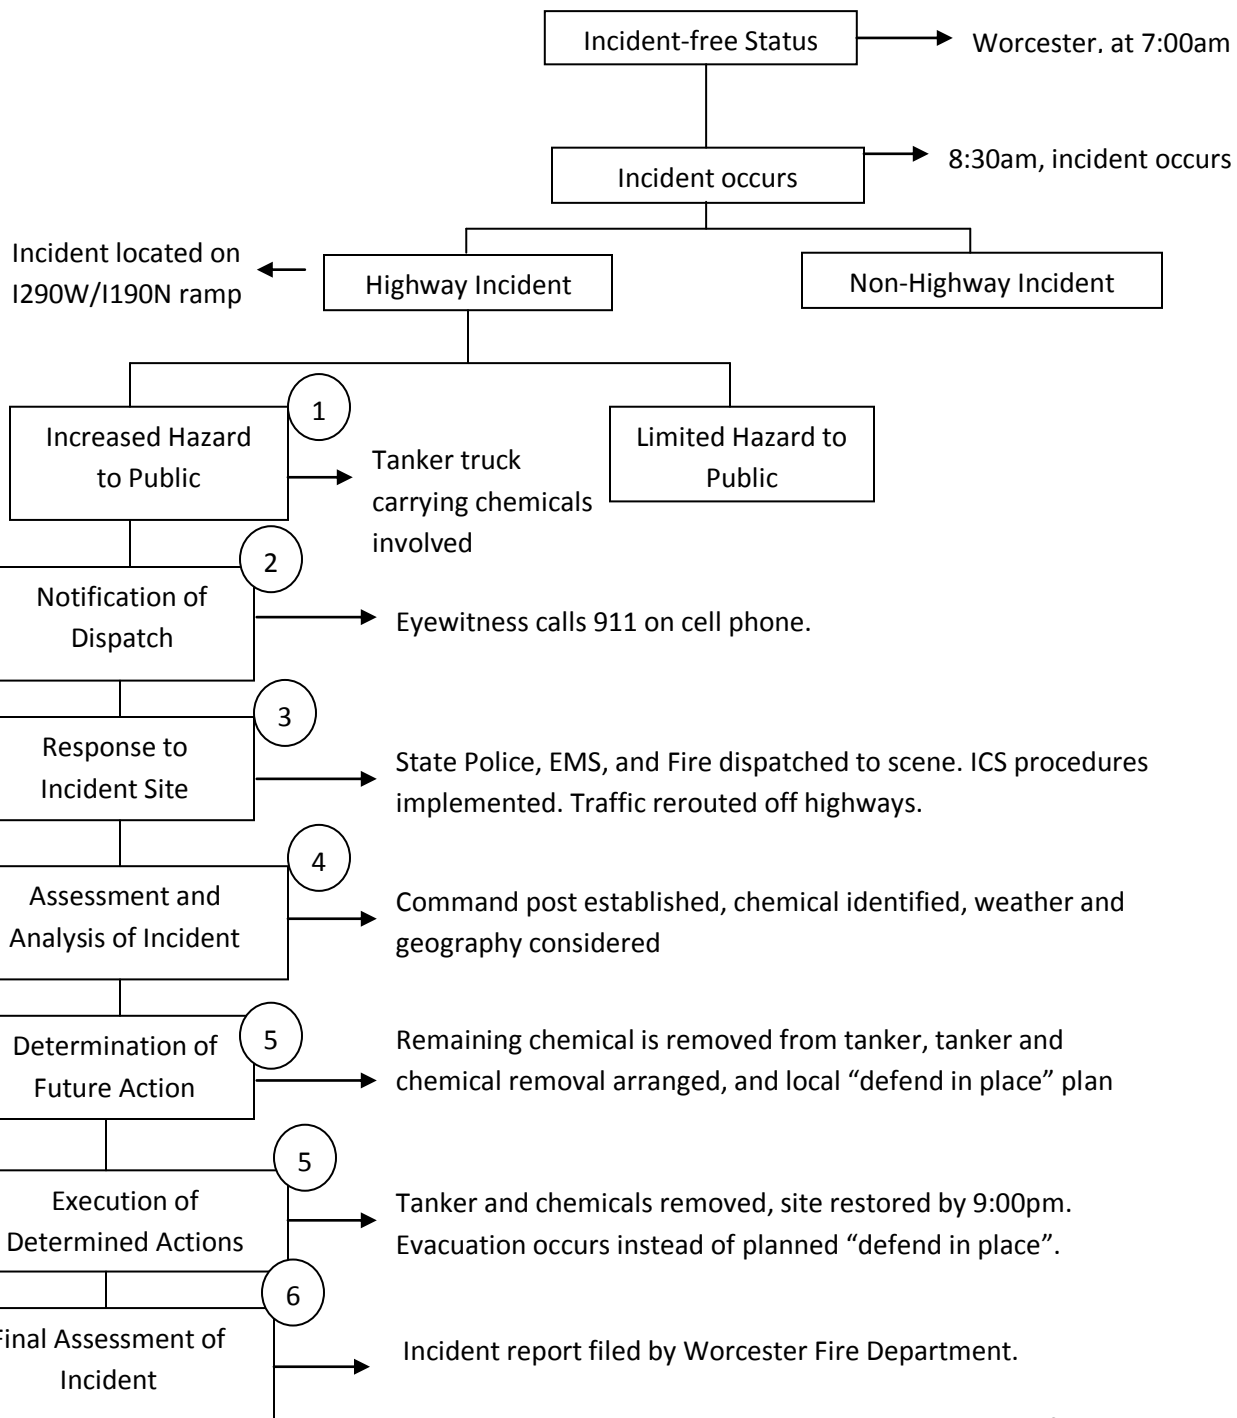 Incident-free Status
Worcester, at 7:00am
Incident occurs
8:30am, incident occurs
Incident located on
I290W/I190N ramp
Highway Incident
Non-Highway Incident
1
Increased Hazard
to Public
Limited Hazard to
Public
Tanker truck
carrying chemicals
involved
2
Notification of
Dispatch
Eyewitness calls 911 on cell phone.
3
Response to
Incident Site
State Police, EMS, and Fire dispatched to scene. ICS procedures
implemented. Traffic rerouted off highways.
4
Assessment and
Analysis of Incident
Command post established, chemical identified, weather and
geography considered
5
Determination of
Future Action
Remaining chemical is removed from tanker, tanker and
chemical removal arranged, and local “defend in place” plan
5
Execution of
Determined Actions
Tanker and chemicals removed, site restored by 9:00pm.
Evacuation occurs instead of planned “defend in place”.
6
Final Assessment of
Incident
Incident report filed by Worcester Fire Department.